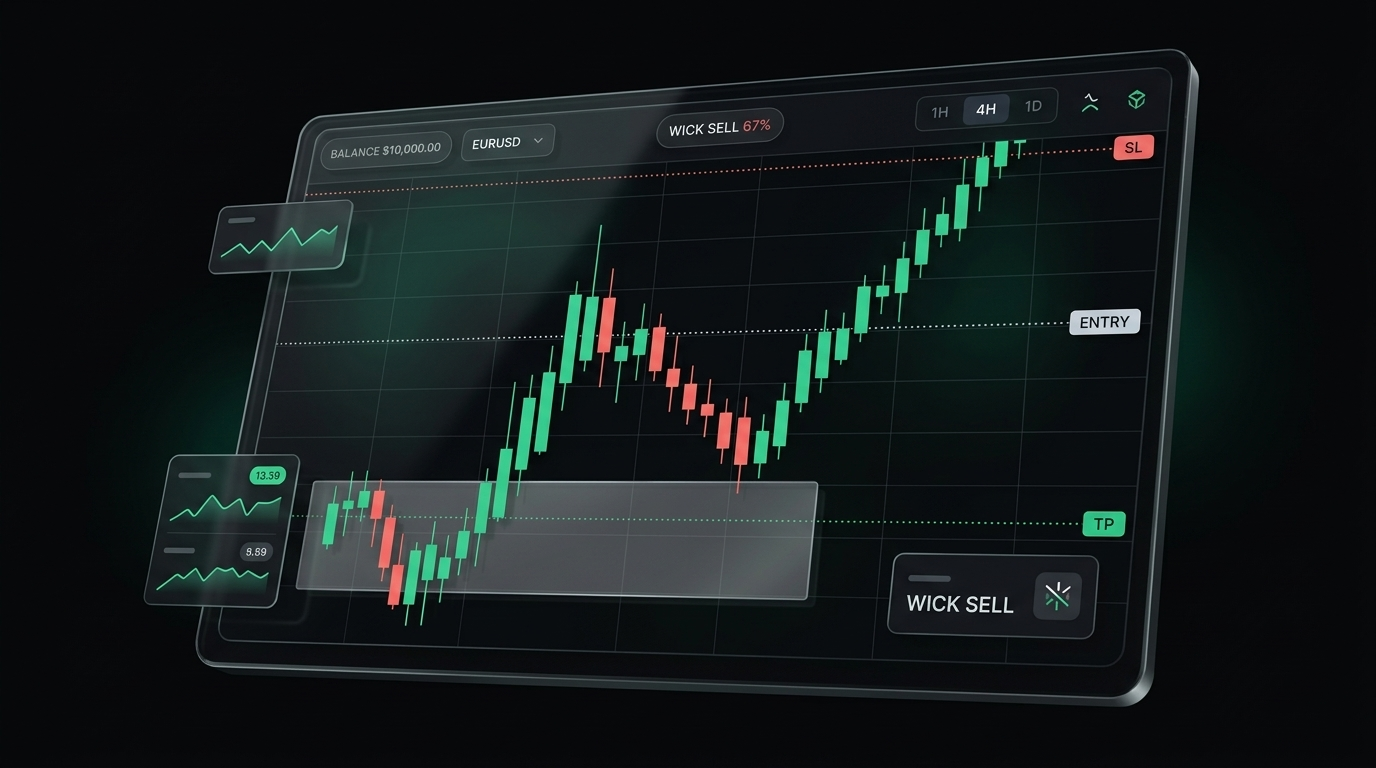 BALANCE $10,000.00
EURUSD
WICK SELL 67%
1H
4H
1D
SL
ENTRY
13.59
8.89
TP
WICK SELL